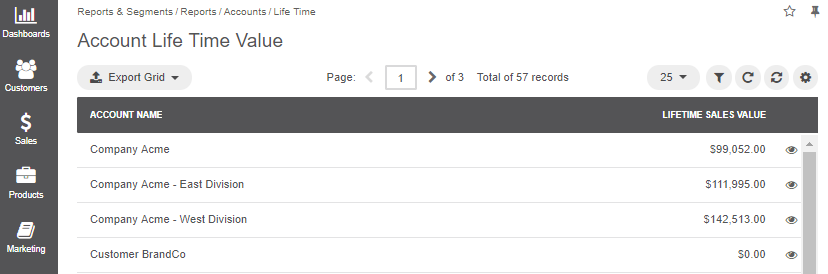 Dashboards
Customers
Sales
Products
Marketing
Reports & Segments / Reports / Accounts / Life Time
Account Life Time Value
Export Grid
Page: 1 of 3 Total of 57 records
25
ACCOUNT NAME LIFETIME SALES VALUE
Company Acme $99,052.00
Company Acme - East Division $111,995.00
Company Acme - West Division $142,513.00
Customer BrandCo $0.00